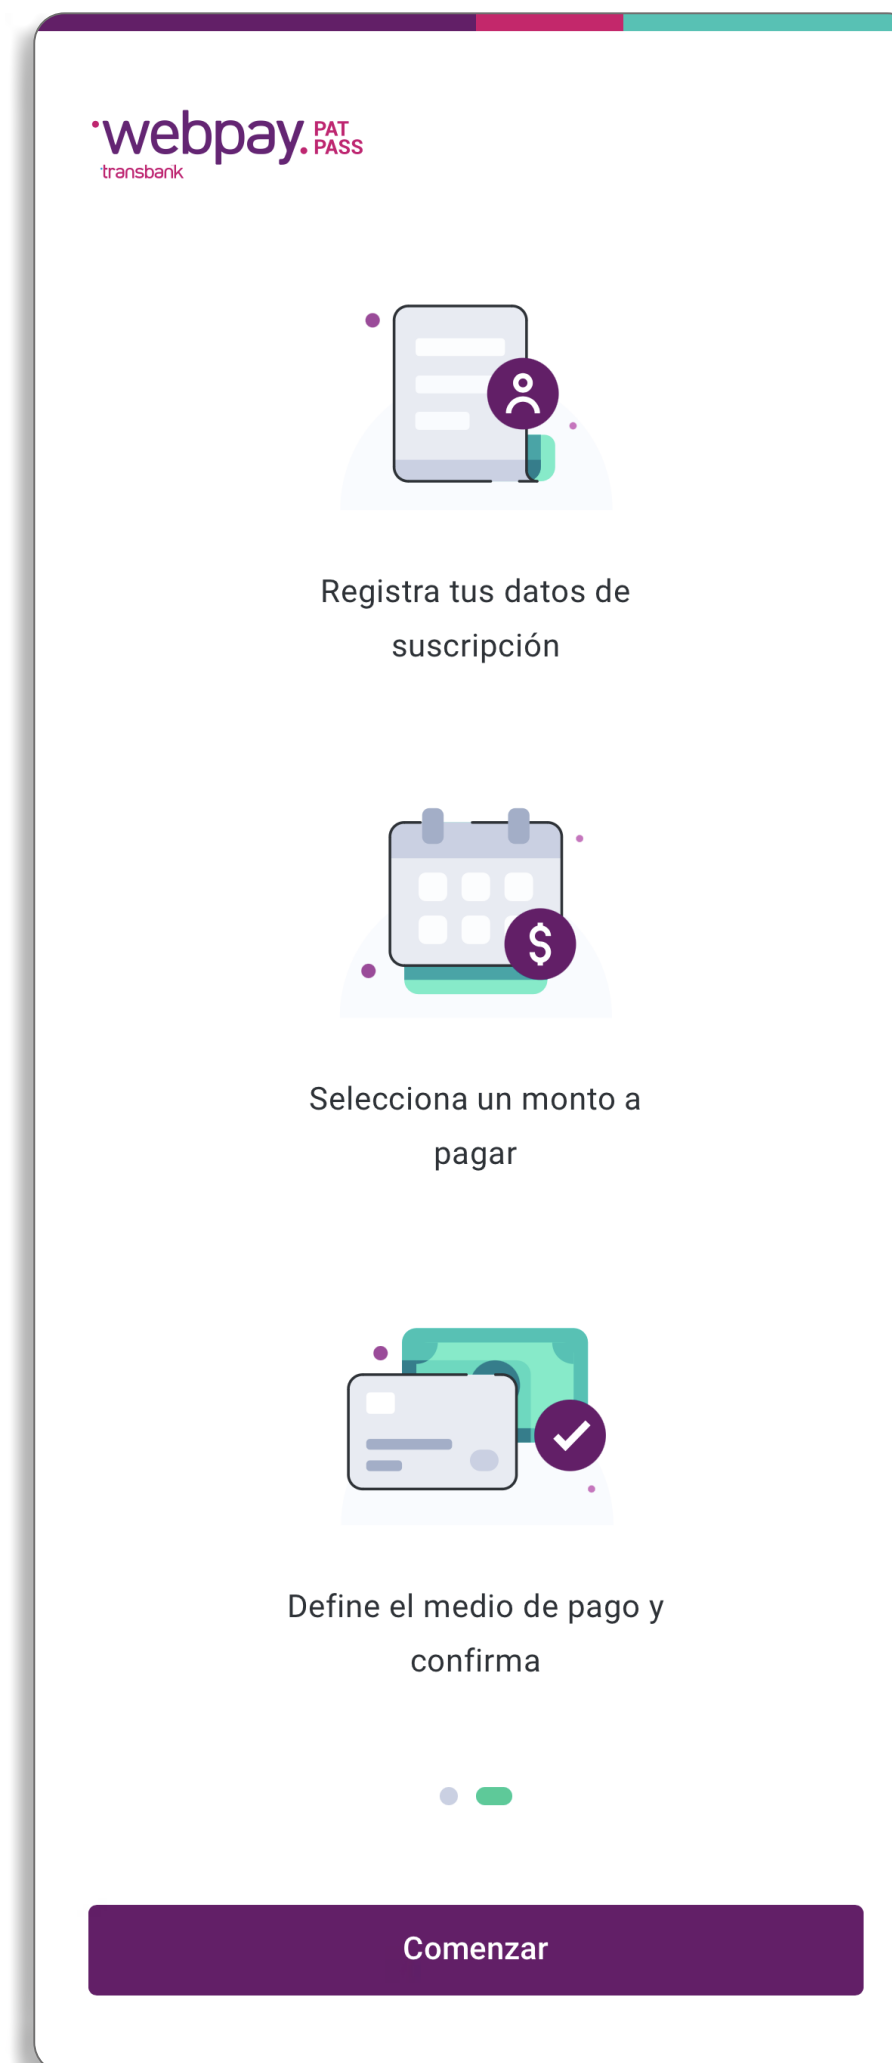 webpay. PAT PASS
transbank
Registra tus datos de
suscripción
$
Selecciona un monto a
pagar
Define el medio de pago y
confirma
Comenzar